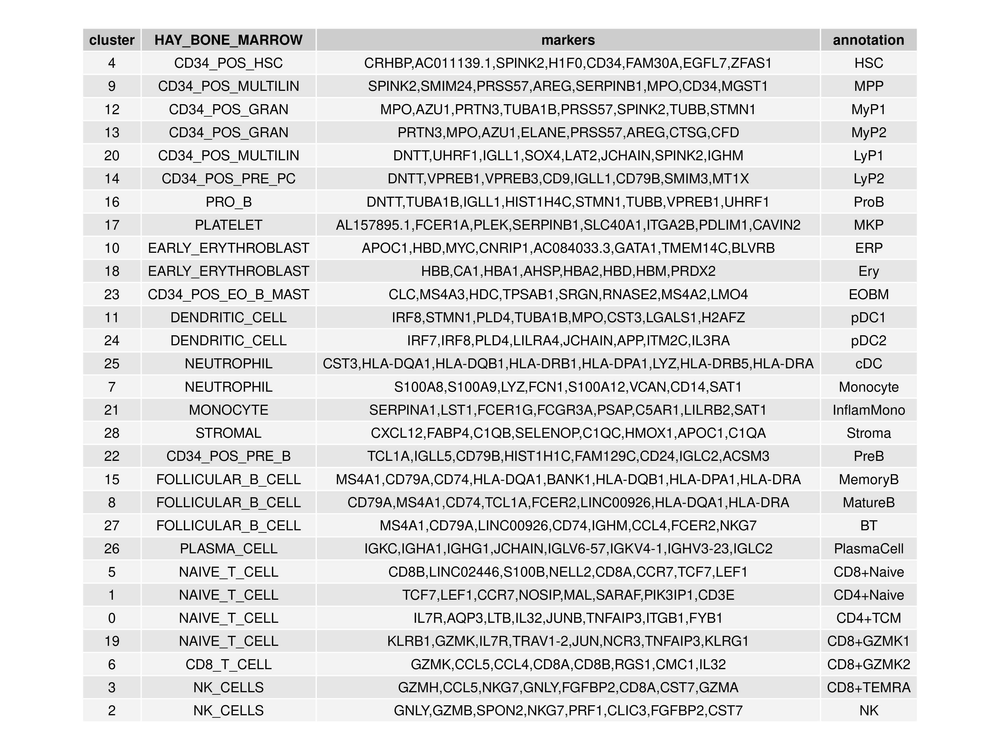 cluster HAY_BONE_MARROW markers annotation
4 CD34_POS_HSC CRHBP,AC011139.1,SPINK2,H1F0,CD34,FAM30A,EGFL7,ZFAS1 HSC
9 CD34_POS_MULTILIN SPINK2,SMIM24,PRSS57,AREG,SERPINB1,MPO,CD34,MGST1 MPP
12 CD34_POS_GRAN MPO,AZU1,PRTN3,TUBA1B,PRSS57,SPINK2,TUBB,STMN1 MyP1
13 CD34_POS_GRAN PRTN3,MPO,AZU1,ELANE,PRSS57,AREG,CTSG,CFD MyP2
20 CD34_POS_MULTILIN DNTT,UHRF1,IGLL1,SOX4,LAT2,JCHAIN,SPINK2,IGHM LyP1
14 CD34_POS_PRE_PC DNTT,VPREB1,VPREB3,CD9,IGLL1,CD79B,SMIM3,MT1X LyP2
16 PRO_B DNTT,TUBA1B,IGLL1,HIST1H4C,STMN1,TUBB,VPREB1,UHRF1 ProB
17 PLATELET AL157895.1,FCER1A,PLEK,SERPINB1,SLC40A1,ITGA2B,PDLIM1,CAVIN2 MKP
10 EARLY_ERYTHROBLAST APOC1,HBD,MYC,CNRIP1,AC084033.3,GATA1,TMEM14C,BLVRB ERP
18 EARLY_ERYTHROBLAST HBB,CA1,HBA1,AHSP,HBA2,HBD,HBM,PRDX2 Ery
23 CD34_POS_EO_B_MAST CLC,MS4A3,HDC,TPSAB1,SRGN,RNASE2,MS4A2,LMO4 EOBM
11 DENDRITIC_CELL IRF8,STMN1,PLD4,TUBA1B,MPO,CST3,LGALS1,H2AFZ pDC1
24 DENDRITIC_CELL IRF7,IRF8,PLD4,LILRA4,JCHAIN,APP,ITM2C,IL3RA pDC2
25 NEUTROPHIL CST3,HLA-DQA1,HLA-DQB1,HLA-DRB1,HLA-DPA1,LYZ,HLA-DRB5,HLA-DRA cDC
7 NEUTROPHIL S100A8,S100A9,LYZ,FCN1,S100A12,VCAN,CD14,SAT1 Monocyte
21 MONOCYTE SERPINA1,LST1,FCER1G,FCGR3A,PSAP,C5AR1,LILRB2,SAT1 InflamMono
28 STROMAL CXCL12,FABP4,C1QB,SELENOP,C1QC,HMOX1,APOC1,C1QA Stroma
22 CD34_POS_PRE_B TCL1A,IGLL5,CD79B,HIST1H1C,FAM129C,CD24,IGLC2,ACSM3 PreB
15 FOLLICULAR_B_CELL MS4A1,CD79A,CD74,HLA-DQA1,BANK1,HLA-DQB1,HLA-DPA1,HLA-DRA MemoryB
8 FOLLICULAR_B_CELL CD79A,MS4A1,CD74,TCL1A,FCER2,LINC00926,HLA-DQA1,HLA-DRA MatureB
27 FOLLICULAR_B_CELL MS4A1,CD79A,LINC00926,CD74,IGHM,CCL4,FCER2,NKG7 BT
26 PLASMA_CELL IGKC,IGHA1,IGHG1,JCHAIN,IGLV6-57,IGKV4-1,IGHV3-23,IGLC2 PlasmaCell
5 NAIVE_T_CELL CD8B,LINC02446,S100B,NELL2,CD8A,CCR7,TCF7,LEF1 CD8+Naive
1 NAIVE_T_CELL TCF7,LEF1,CCR7,NOSIP,MAL,SARAF,PIK3IP1,CD3E CD4+Naive
0 NAIVE_T_CELL IL7R,AQP3,LTB,IL32,JUNB,TNFAIP3,ITGB1,FYB1 CD4+TCM
19 NAIVE_T_CELL KLRB1,GZMK,IL7R,TRAV1-2,JUN,NCR3,TNFAIP3,KLRG1 CD8+GZMK1
6 CD8_T_CELL GZMK,CCL5,CCL4,CD8A,CD8B,RGS1,CMC1,IL32 CD8+GZMK2
3 NK_CELLS GZMH,CCL5,NKG7,GNLY,FGFBP2,CD8A,CST7,GZMA CD8+TEMRA
2 NK_CELLS GNLY,GZMB,SPON2,NKG7,PRF1,CLIC3,FGFBP2,CST7 NK